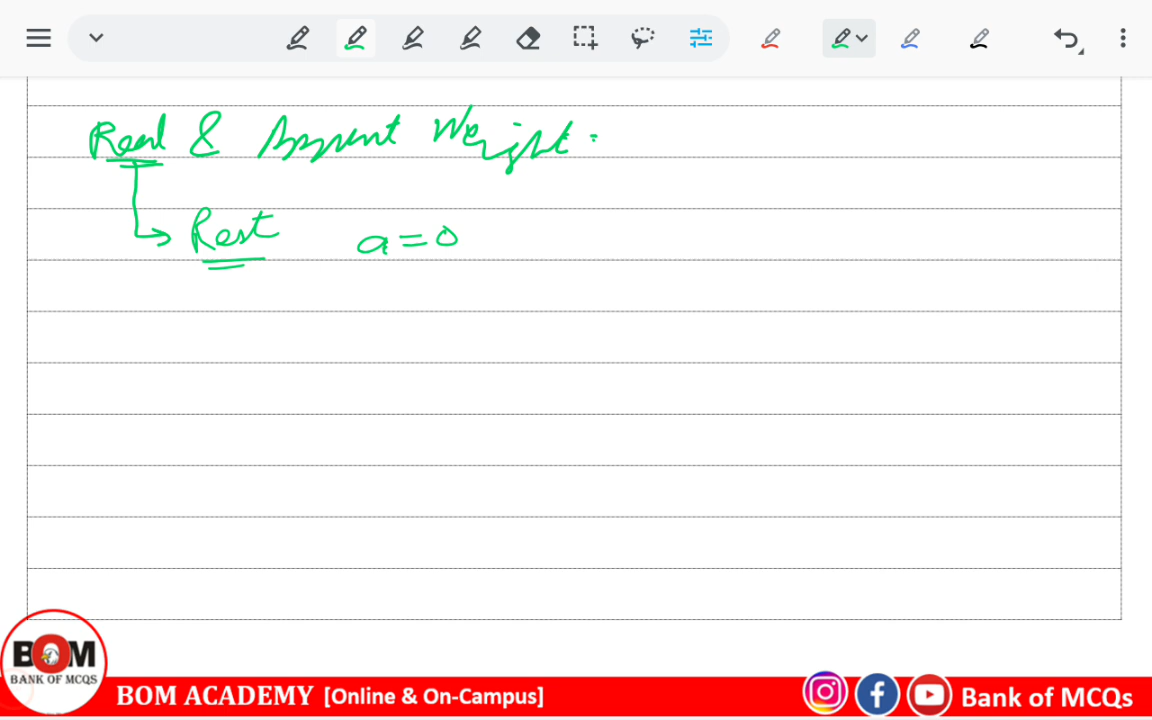 Real & Apparent Weight:
Rest a=0
BOM
BANK OF MCQS
BOM ACADEMY [Online & On-Campus]
Bank of MCQs